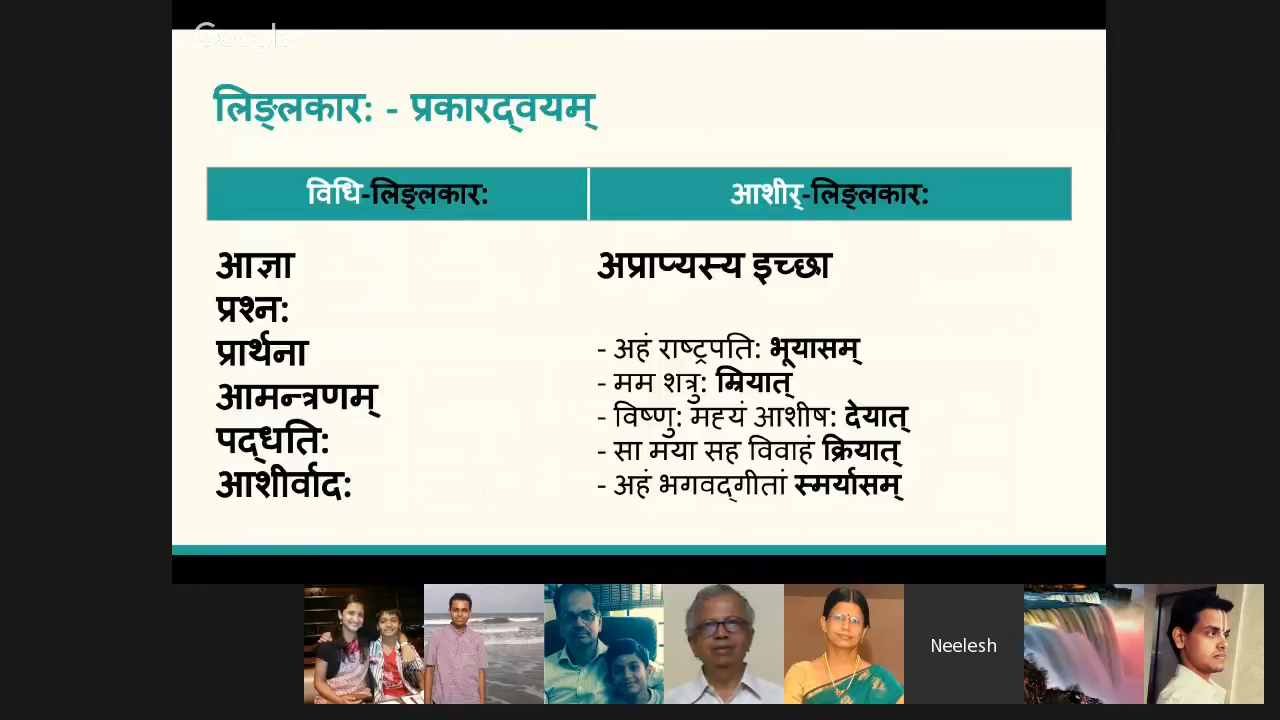 Google
लिङ्लकार: - प्रकारद्वयम्
विधि-लिङ्लकार: आशीर्-लिङ्लकार:
आज्ञा
प्रश्न:
प्रार्थना
आमन्त्रणम्
पद्धति:
आशीर्वाद:
अप्राप्यस्य इच्छा
- अहं राष्ट्रपति: भूयासम्
- मम शत्रु: म्रियात्
- विष्णु: मह्यं आशीष: देयात्
- सा मया सह विवाहं क्रियात्
- अहं भगवद्गीतां स्मर्यासम्
Neelesh